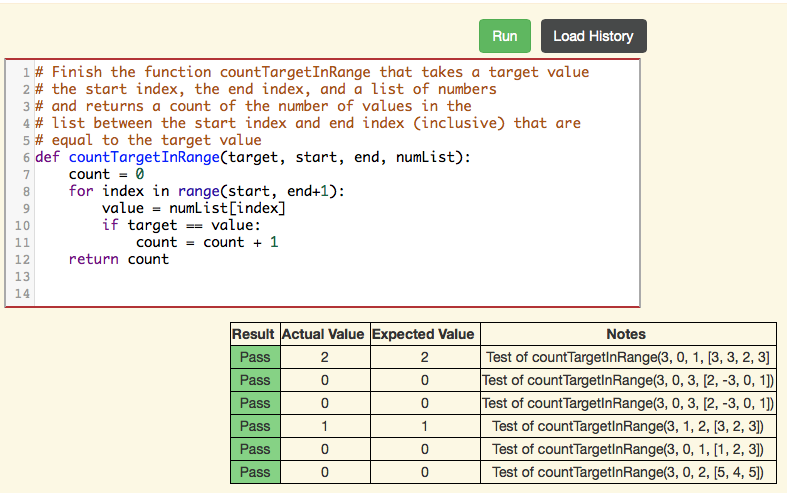 Run Load History
1 # Finish the function countTargetInRange that takes a target value
2 # the start index, the end index, and a list of numbers
3 # and returns a count of the number of values in the
4 # list between the start index and end index (inclusive) that are
5 # equal to the target value
6 def countTargetInRange(target, start, end, numList):
7     count = 0
8     for index in range(start, end+1):
9         value = numList[index]
10         if target == value:
11             count = count + 1
12     return count
13
14
Result Actual Value Expected Value Notes
Pass 2 2 Test of countTargetInRange(3, 0, 1, [3, 3, 2, 3]
Pass 0 0 Test of countTargetInRange(3, 0, 3, [2, -3, 0, 1])
Pass 0 0 Test of countTargetInRange(3, 0, 3, [2, -3, 0, 1])
Pass 1 1 Test of countTargetInRange(3, 1, 2, [3, 2, 3])
Pass 0 0 Test of countTargetInRange(3, 0, 1, [1, 2, 3])
Pass 0 0 Test of countTargetInRange(3, 0, 2, [5, 4, 5])